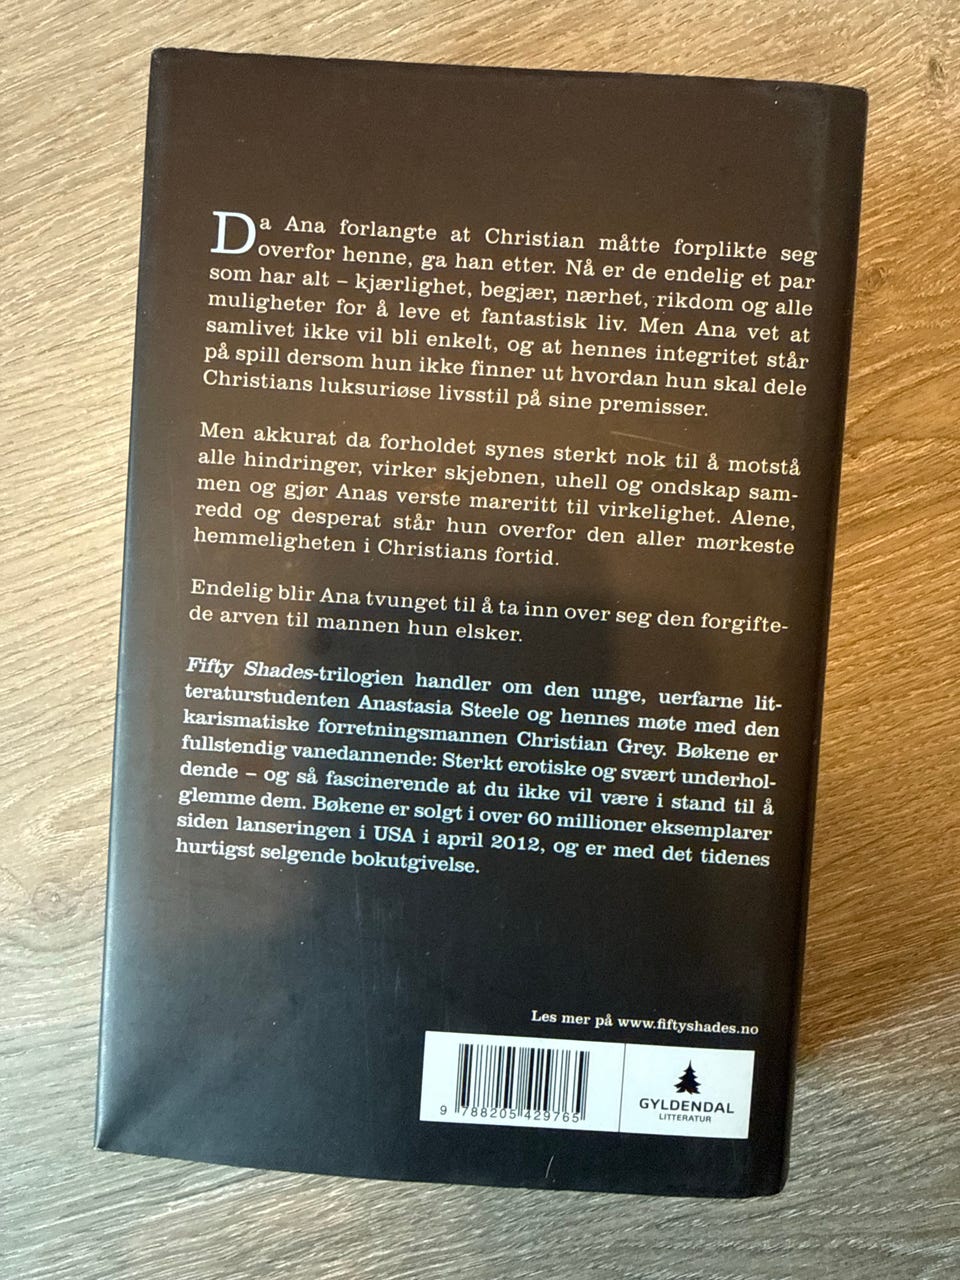 Da Ana forlangte at Christian måtte forplikte seg
overfor henne, ga han etter. Nå er de endelig et par
som har alt – kjærlighet, begjær, nærhet, rikdom og alle
muligheter for å leve et fantastisk liv. Men Ana vet at
samlivet ikke vil bli enkelt, og at hennes integritet står
på spill dersom hun ikke finner ut hvordan hun skal dele
Christians luksuriøse livsstil på sine premisser.
Men akkurat da forholdet synes sterkt nok til å motstå
alle hindringer, virker skjebnen, uhell og ondskap sam-
men og gjør Anas verste mareritt til virkelighet. Alene,
redd og desperat står hun overfor den aller mørkeste
hemmeligheten i Christians fortid.
Endelig blir Ana tvunget til å ta inn over seg den forgifte-
de arven til mannen hun elsker.
Fifty Shades-trilogien handler om den unge, uerfarne lit-
teraturstudenten Anastasia Steele og hennes møte med den
karismatiske forretningsmannen Christian Grey. Bøkene er
fullstendig vanedannende: Sterkt erotiske og svært underhol-
dende – og så fascinerende at du ikke vil være i stand til å
glemme dem. Bøkene er solgt i over 60 millioner eksemplarer
siden lanseringen i USA i april 2012, og er med det tidenes
hurtigst selgende bokutgivelse.
Les mer på www.fiftyshades.no
9 788205 429765
GYLDENDAL
LITTERATUR